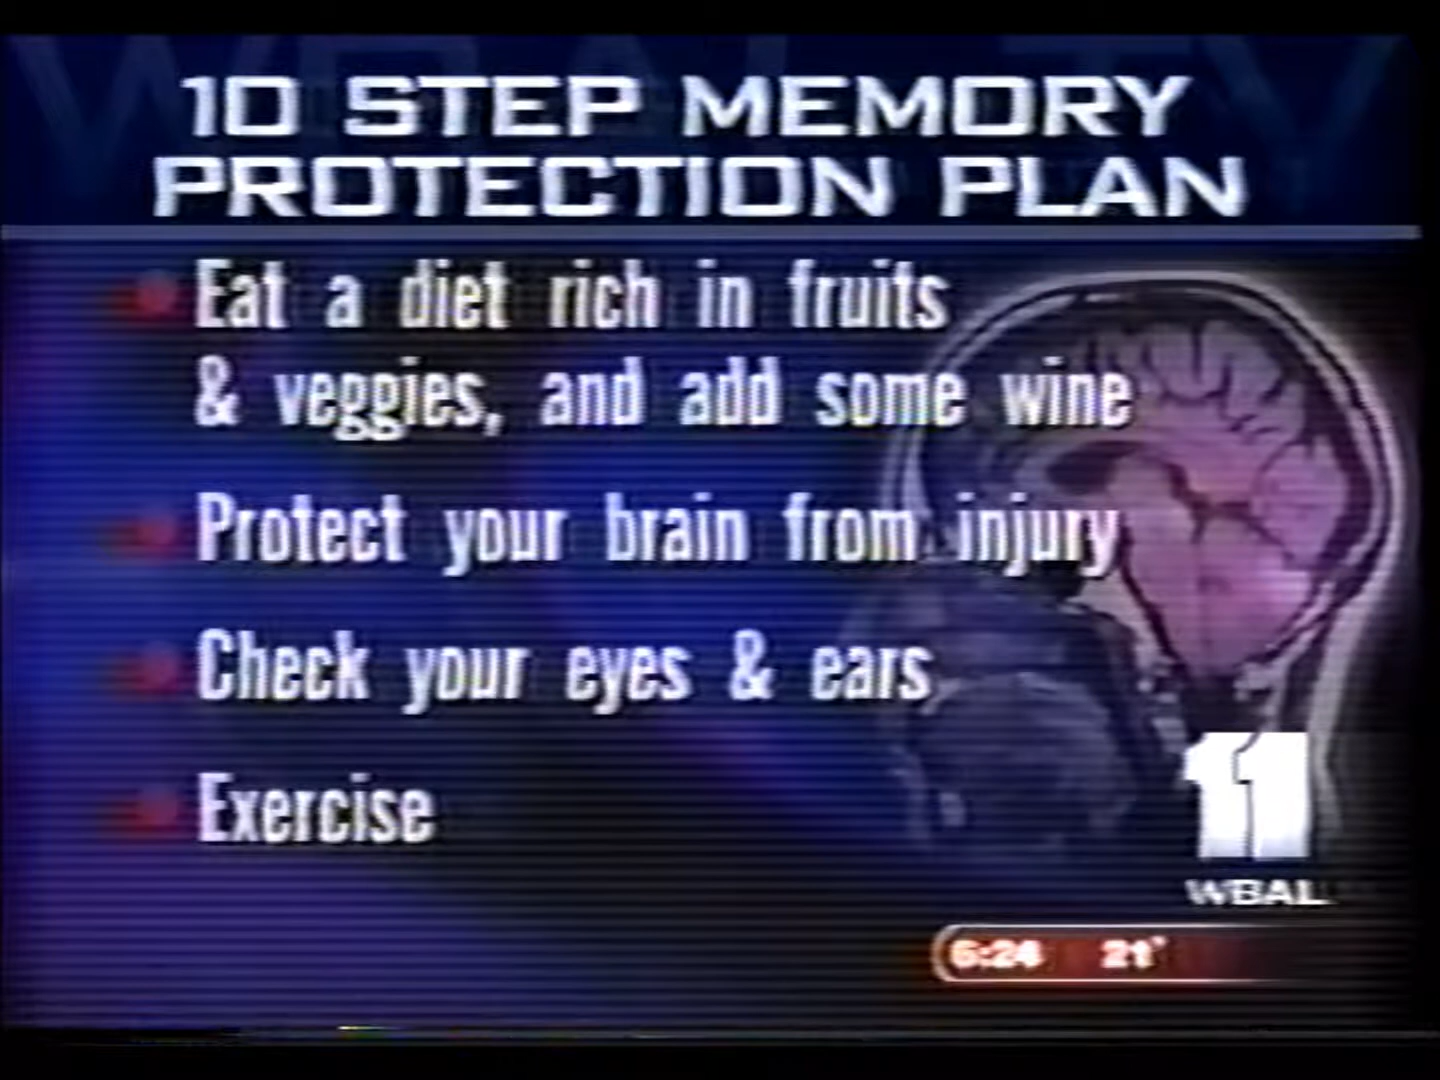 10 STEP MEMORY
PROTECTION PLAN
Eat a diet rich in fruits
& veggies, and add some wine
Protect your brain from injury
Check your eyes & ears
Exercise
11
WBAL
6:24 21°